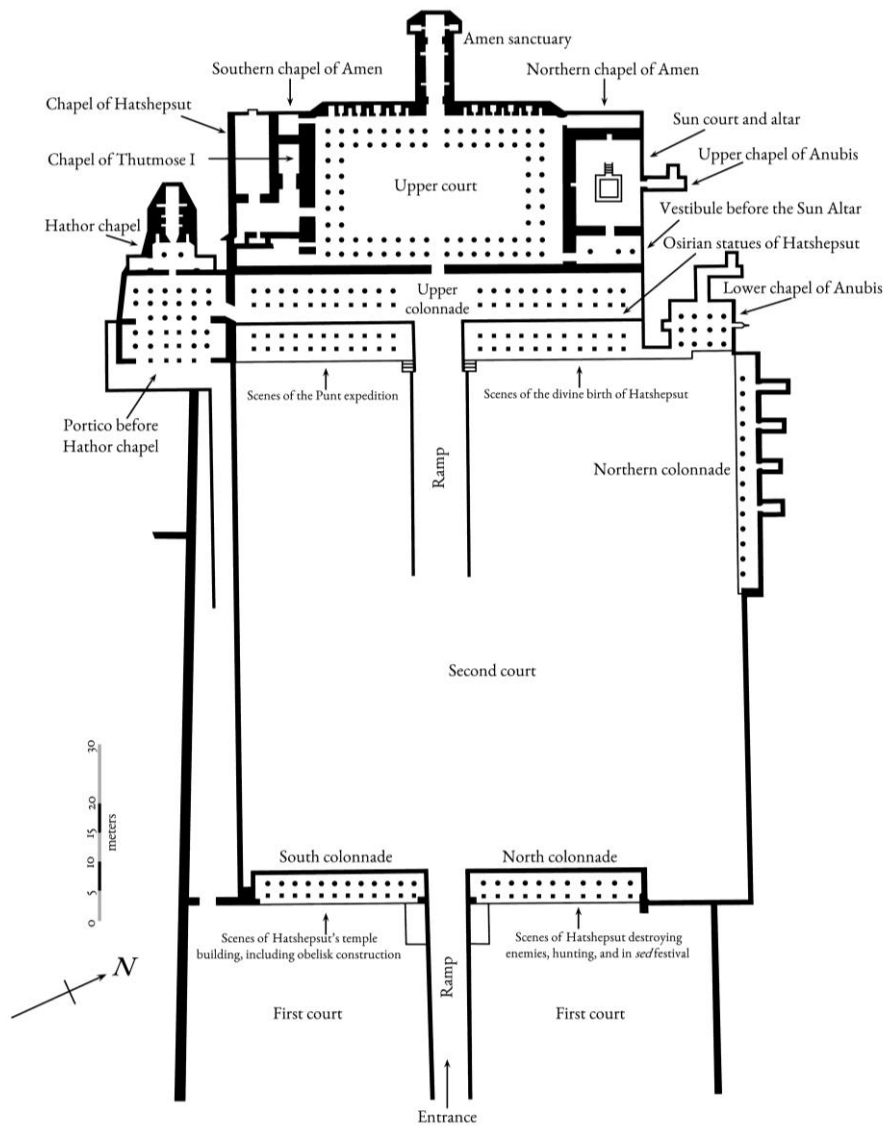 Amen sanctuary
Southern chapel of Amen
Northern chapel of Amen
Chapel of Hatshepsut
Sun court and altar
Chapel of Thutmose I
Upper chapel of Anubis
Upper court
Vestibule before the Sun Altar
Hathor chapel
Osirian statues of Hatshepsut
Upper
colonnade
Lower chapel of Anubis
Scenes of the Punt expedition
Scenes of the divine birth of Hatshepsut
Portico before
Hathor chapel
Ramp
Northern colonnade
Second court
30
20
15
10
5
0
meters
South colonnade
North colonnade
Scenes of Hatshepsut's temple
building, including obelisk construction
Scenes of Hatshepsut destroying
enemies, hunting, and in sed festival
N
Ramp
First court
First court
Entrance